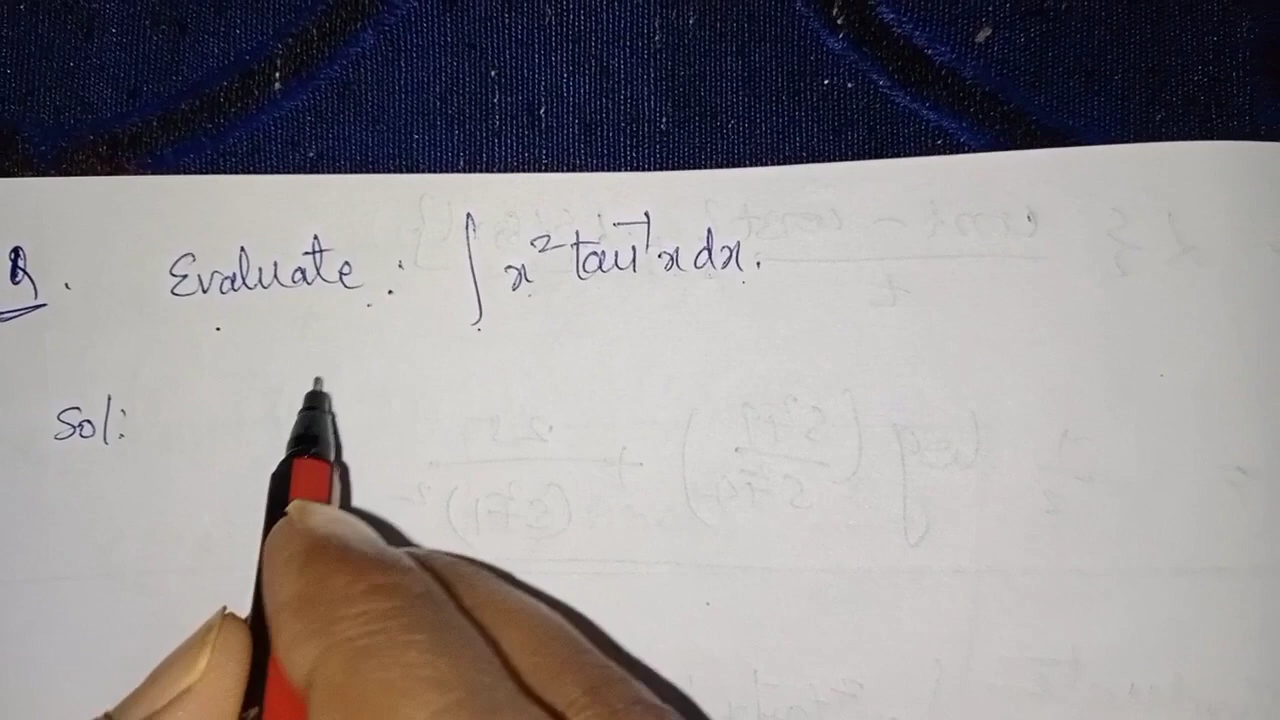 Q. Evaluate : ∫ x² tan⁻¹x dx.
Sol: